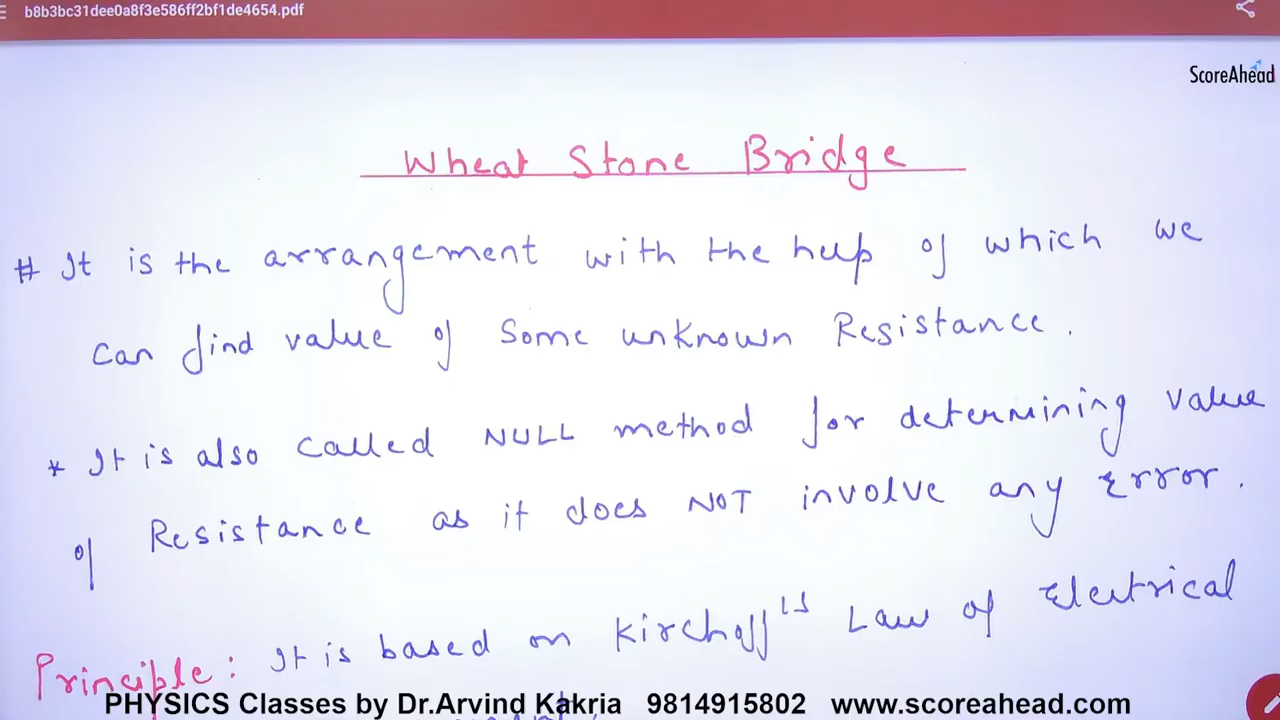 b8b3bc31dee0a8f3e586ff2bf1de4654.pdf
ScoreAhead
Wheat Stone Bridge
# It is the arrangement with the help of which we
can find value of some unknown Resistance.
* It is also called NULL method for determining value
of Resistance as it does NOT involve any Error.
Principle: It is based on Kirchoff's Law of Electrical
PHYSICS Classes by Dr.Arvind Kakria 9814915802 www.scoreahead.com